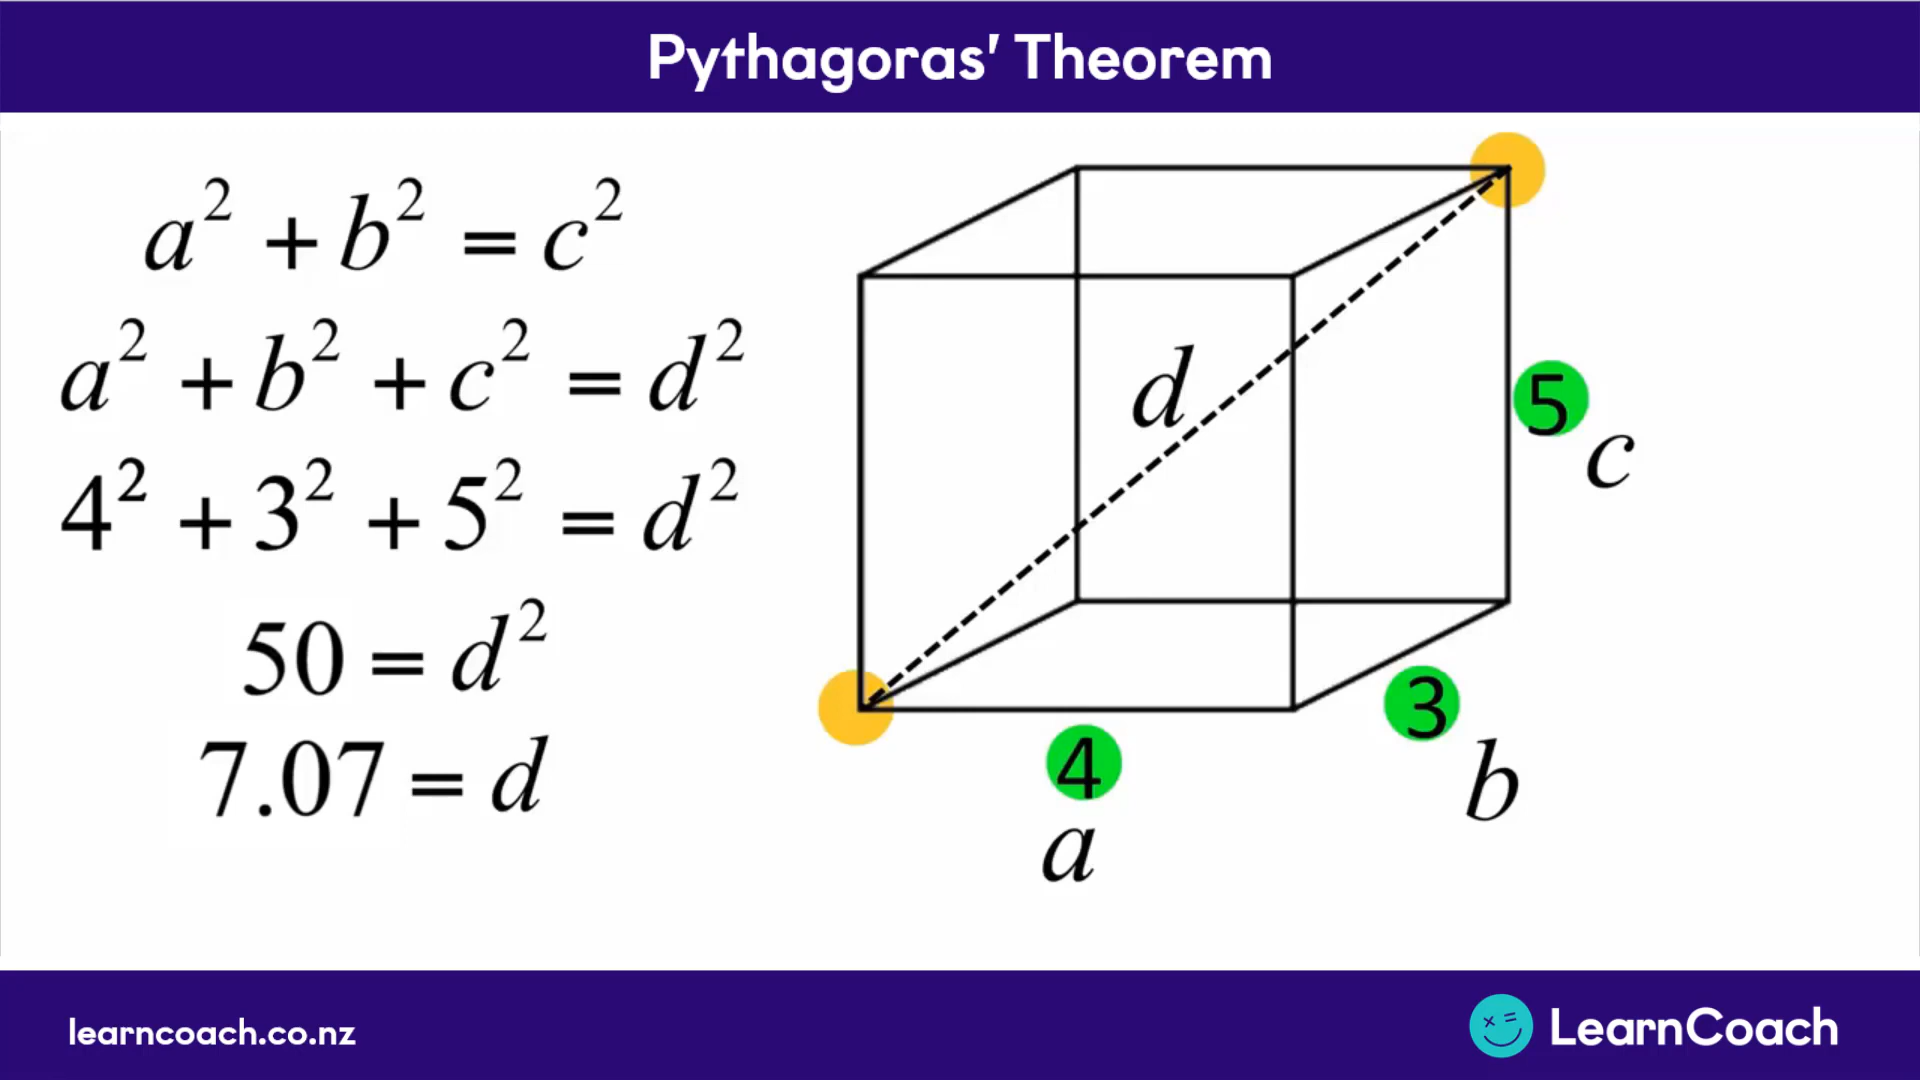 Pythagoras' Theorem
a² + b² = c²
a² + b² + c² = d²
4² + 3² + 5² = d²
50 = d²
7.07 = d
d
5
c
3
b
4
a
learncoach.co.nz
LearnCoach